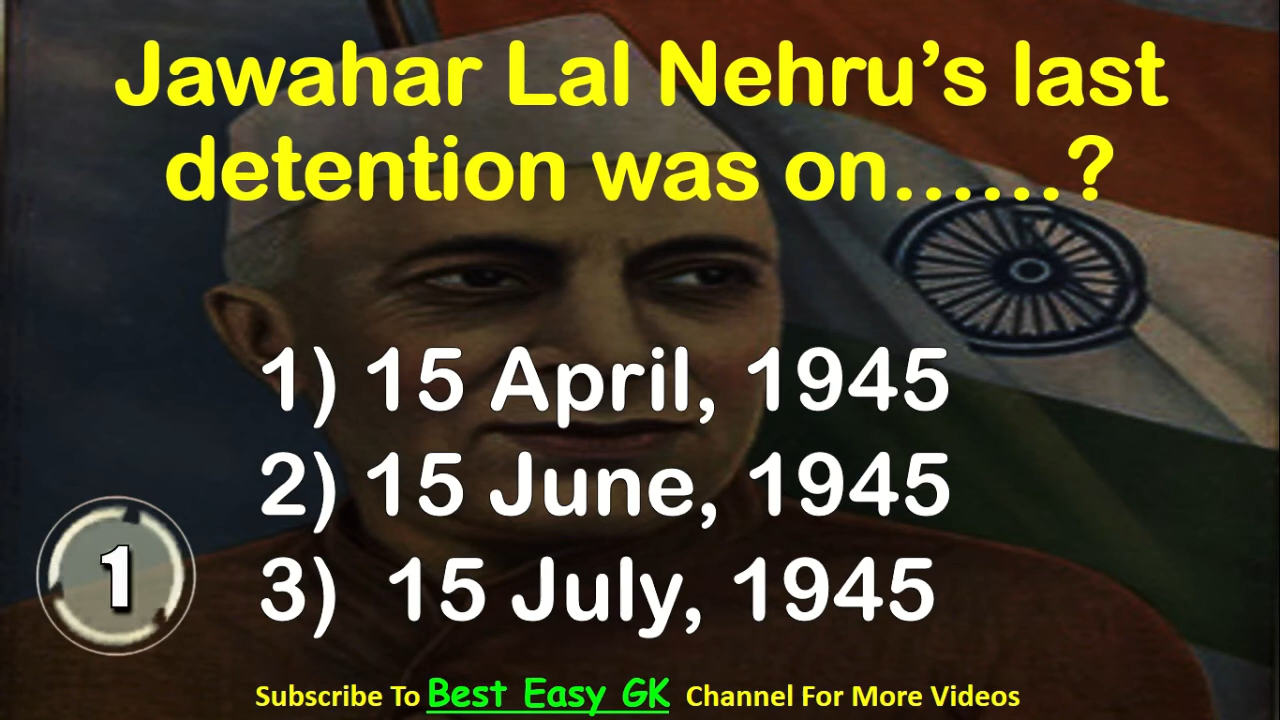 Jawahar Lal Nehru’s last
detention was on......?
1) 15 April, 1945
2) 15 June, 1945
3) 15 July, 1945
1
Subscribe To Best Easy GK Channel For More Videos